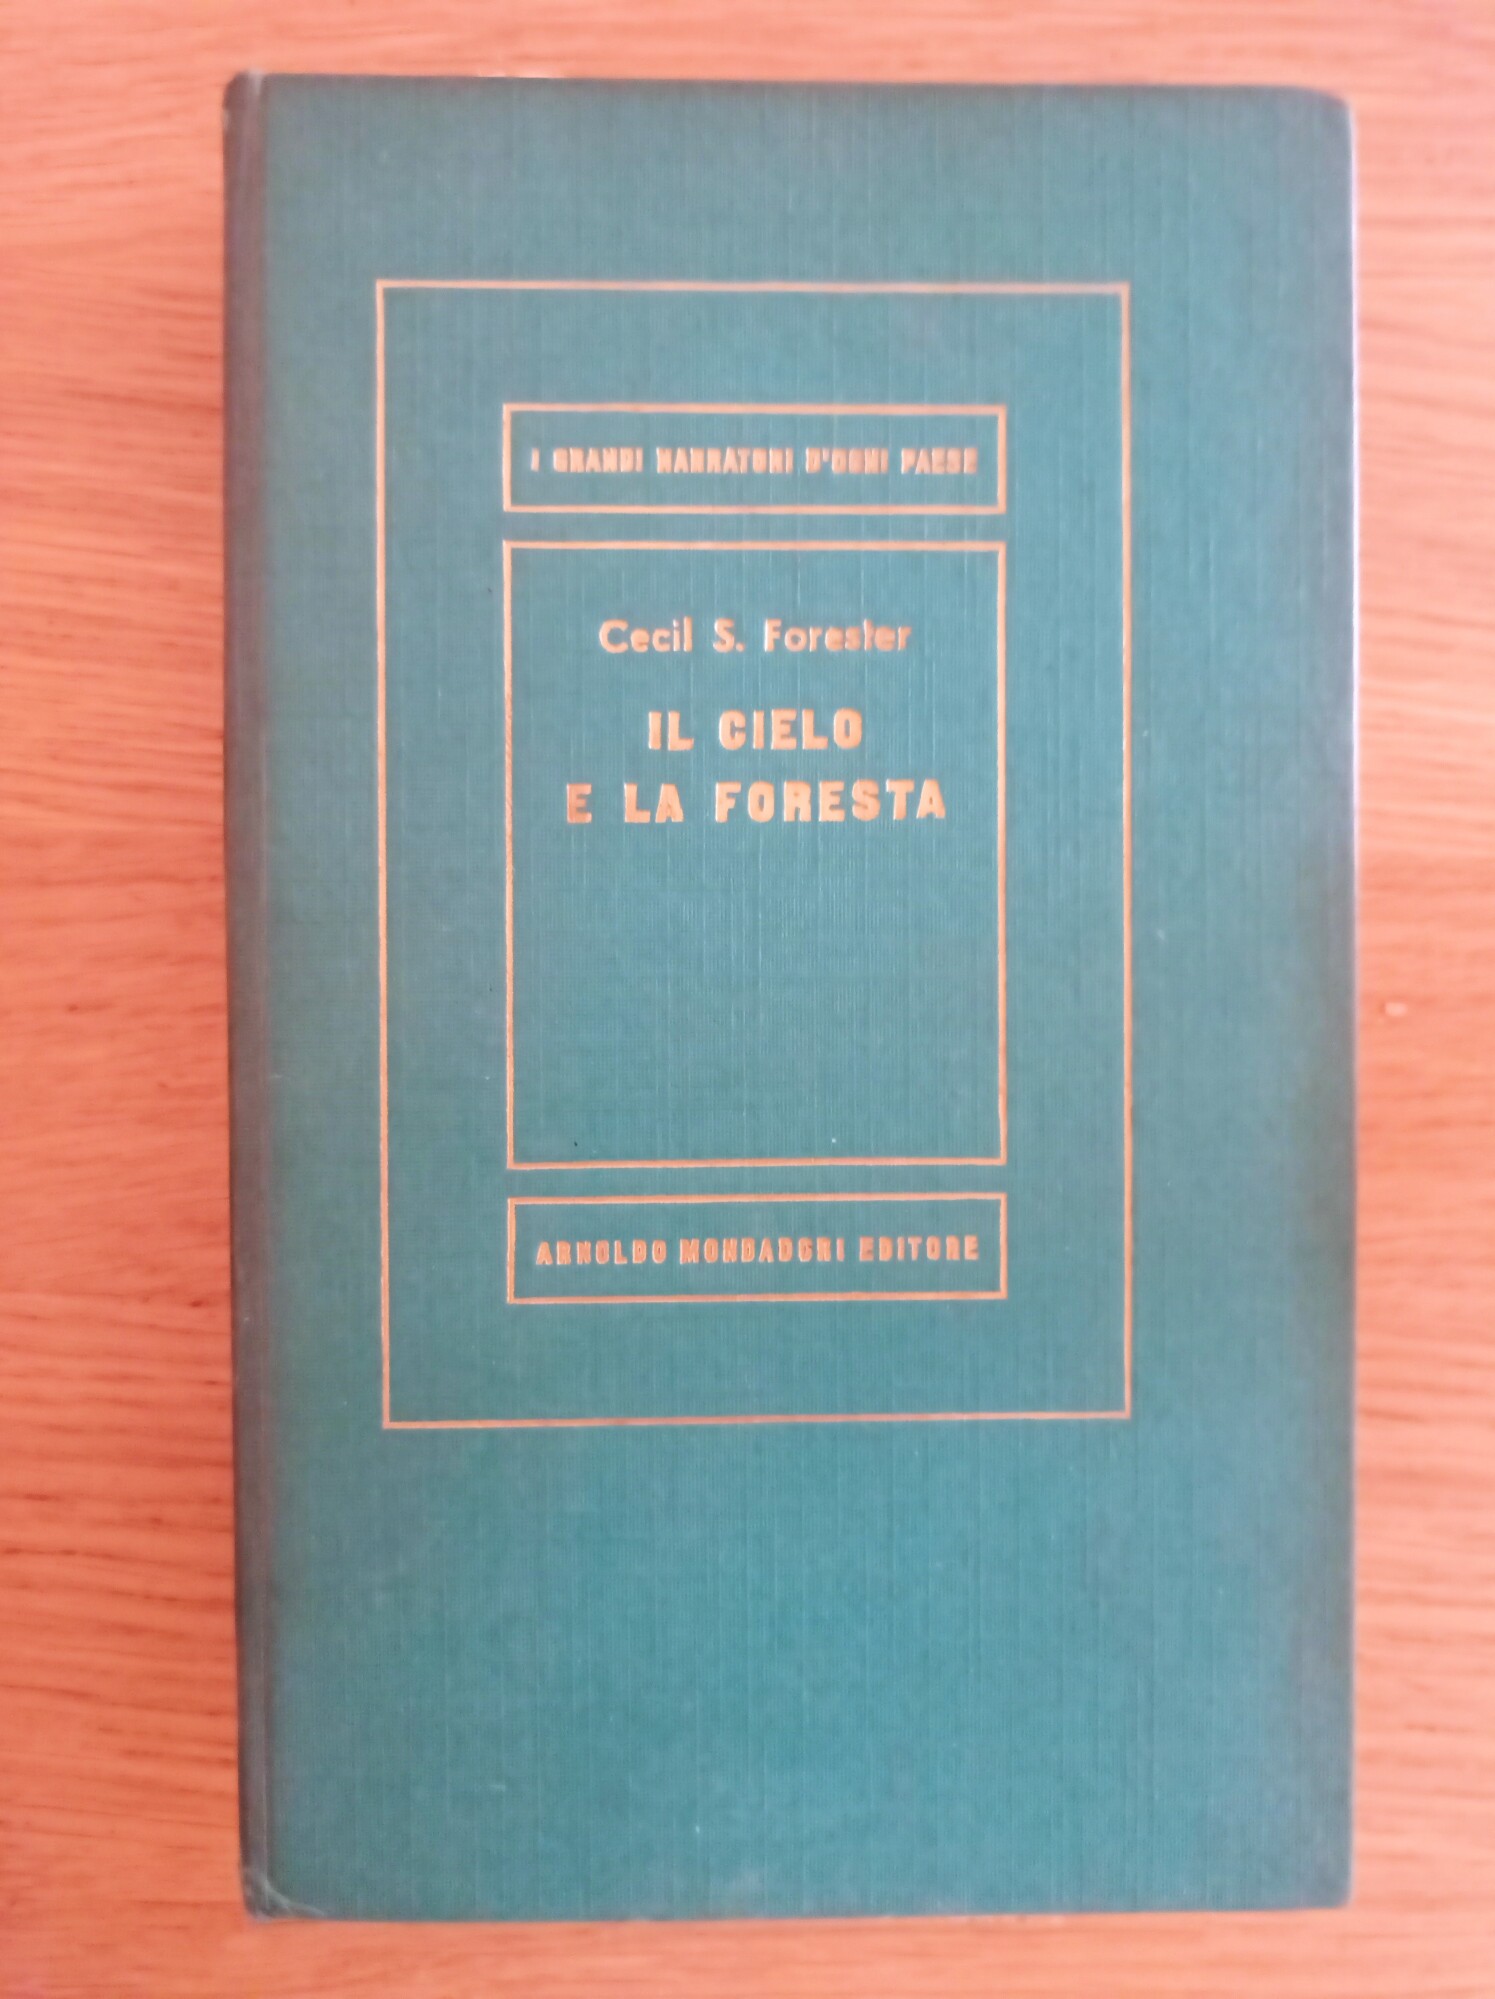 I GRANDI NARRATORI D'OGNI PAESE
Cecil S. Forester
IL CIELO
E LA FORESTA
ARNOLDO MONDADORI EDITORE